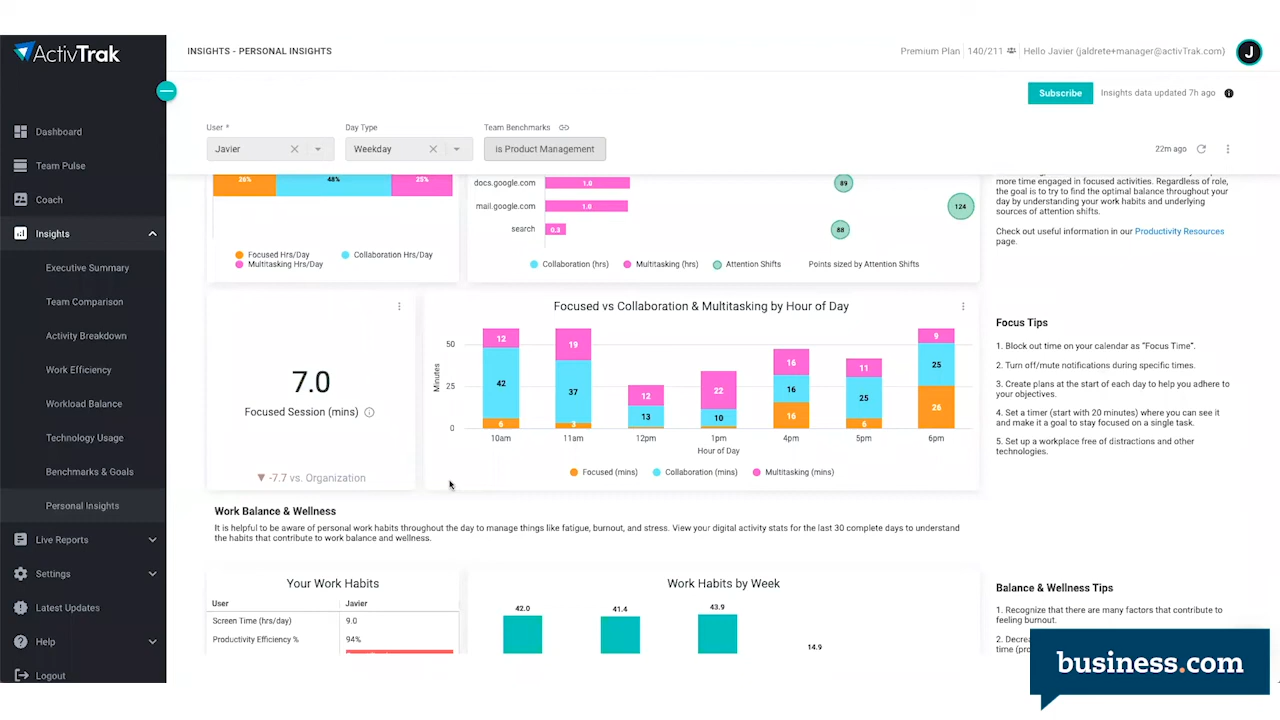 ActivTrak
INSIGHTS - PERSONAL INSIGHTS
Premium Plan
140/211
Hello Javier (jaldrete+manager@activTrak.com)
J
Subscribe
Insights data updated 7h ago
Dashboard
Team Pulse
Coach
Insights
Executive Summary
Team Comparison
Activity Breakdown
Work Efficiency
Workload Balance
Technology Usage
Benchmarks & Goals
Personal Insights
Live Reports
Settings
Latest Updates
Help
Logout
User *
Javier
Day Type
Weekday
Team Benchmarks
is Product Management
22m ago
26%
48%
25%
Focused Hrs/Day
Collaboration Hrs/Day
Multitasking Hrs/Day
docs.google.com
1.0
89
mail.google.com
1.0
124
search
0.3
88
Collaboration (hrs)
Multitasking (hrs)
Attention Shifts
Points sized by Attention Shifts
more time engaged in focused activities. Regardless of role,
the goal is to try to find the optimal balance throughout your
day by understanding your work habits and underlying
sources of attention shifts.
Check out useful information in our Productivity Resources
page.
7.0
Focused Session (mins)
-7.7 vs. Organization
Focused vs Collaboration & Multitasking by Hour of Day
Minutes
50
25
0
12
42
6
19
37
3
12
13
22
10
16
16
16
11
25
6
9
25
26
10am
11am
12pm
1pm
4pm
5pm
6pm
Hour of Day
Focused (mins)
Collaboration (mins)
Multitasking (mins)
Focus Tips
1. Block out time on your calendar as "Focus Time".
2. Turn off/mute notifications during specific times.
3. Create plans at the start of each day to help you adhere to
your objectives.
4. Set a timer (start with 20 minutes) where you can see it
and make it a goal to stay focused on a single task.
5. Set up a workplace free of distractions and other
technologies.
Work Balance & Wellness
It is helpful to be aware of personal work habits throughout the day to manage things like fatigue, burnout, and stress. View your digital activity stats for the last 30 complete days to understand
the habits that contribute to work balance and wellness.
Your Work Habits
User
Javier
Screen Time (hrs/day)
9.0
Productivity Efficiency %
94%
Work Habits by Week
42.0
41.4
43.9
14.9
Balance & Wellness Tips
1. Recognize that there are many factors that contribute to
feeling burnout.
time (pro
business.com